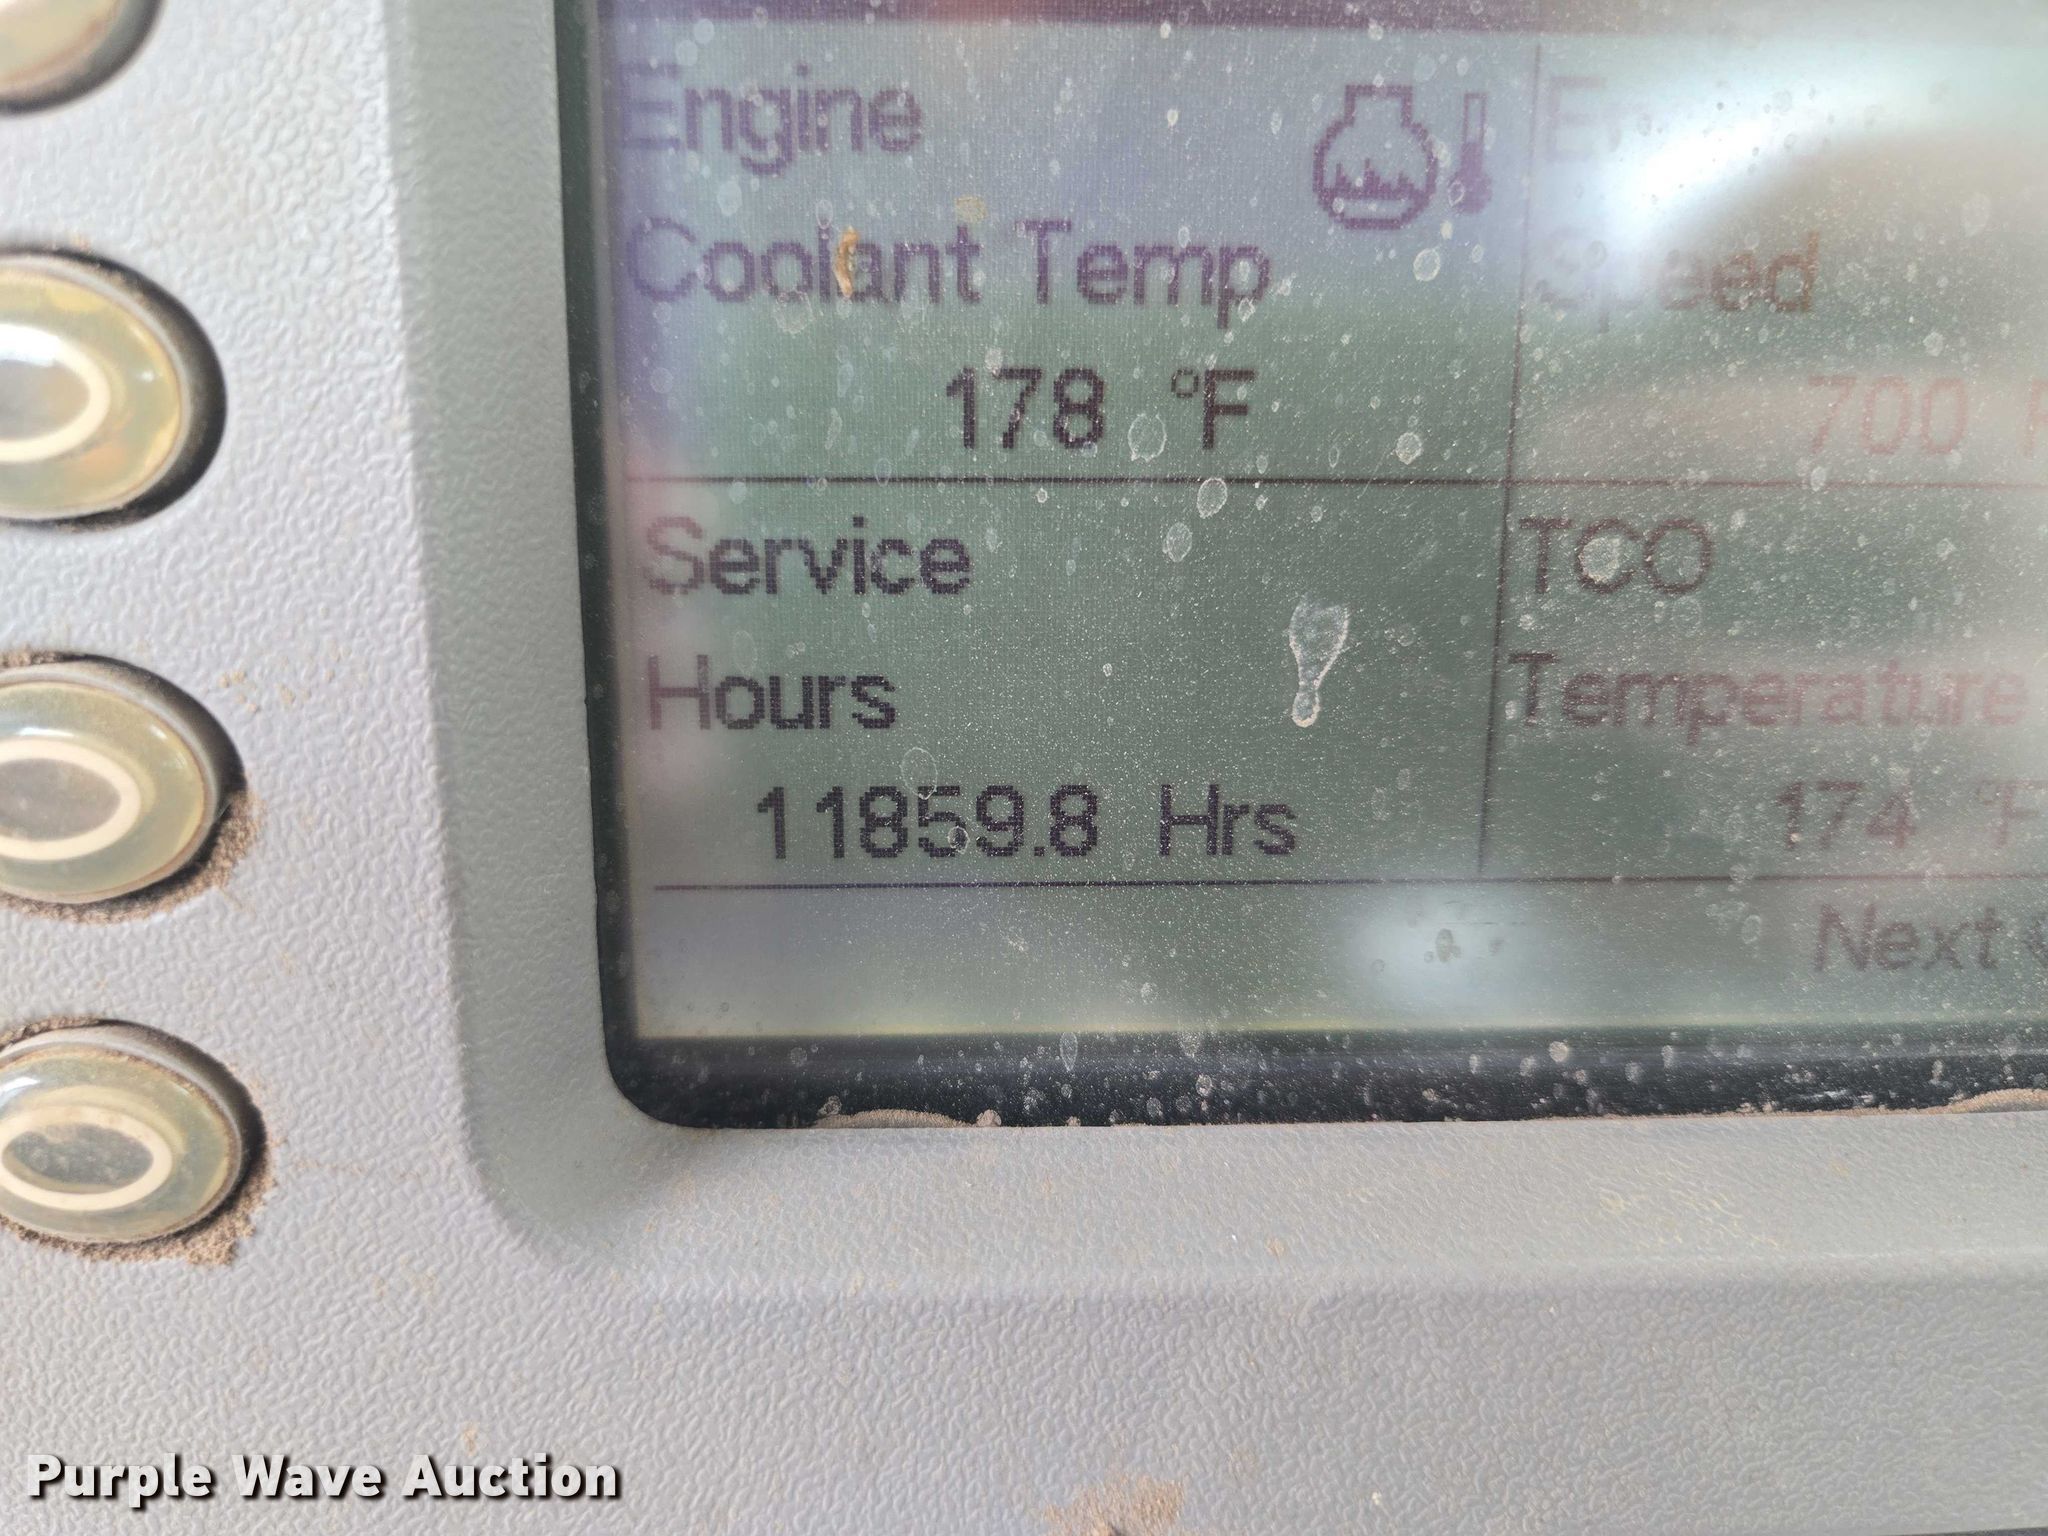 Engine
Coolant Temp
178 °F
Speed
700
Service
Hours
11859.8 Hrs
TCO
Temperature
174 °F
Next
Purple Wave Auction